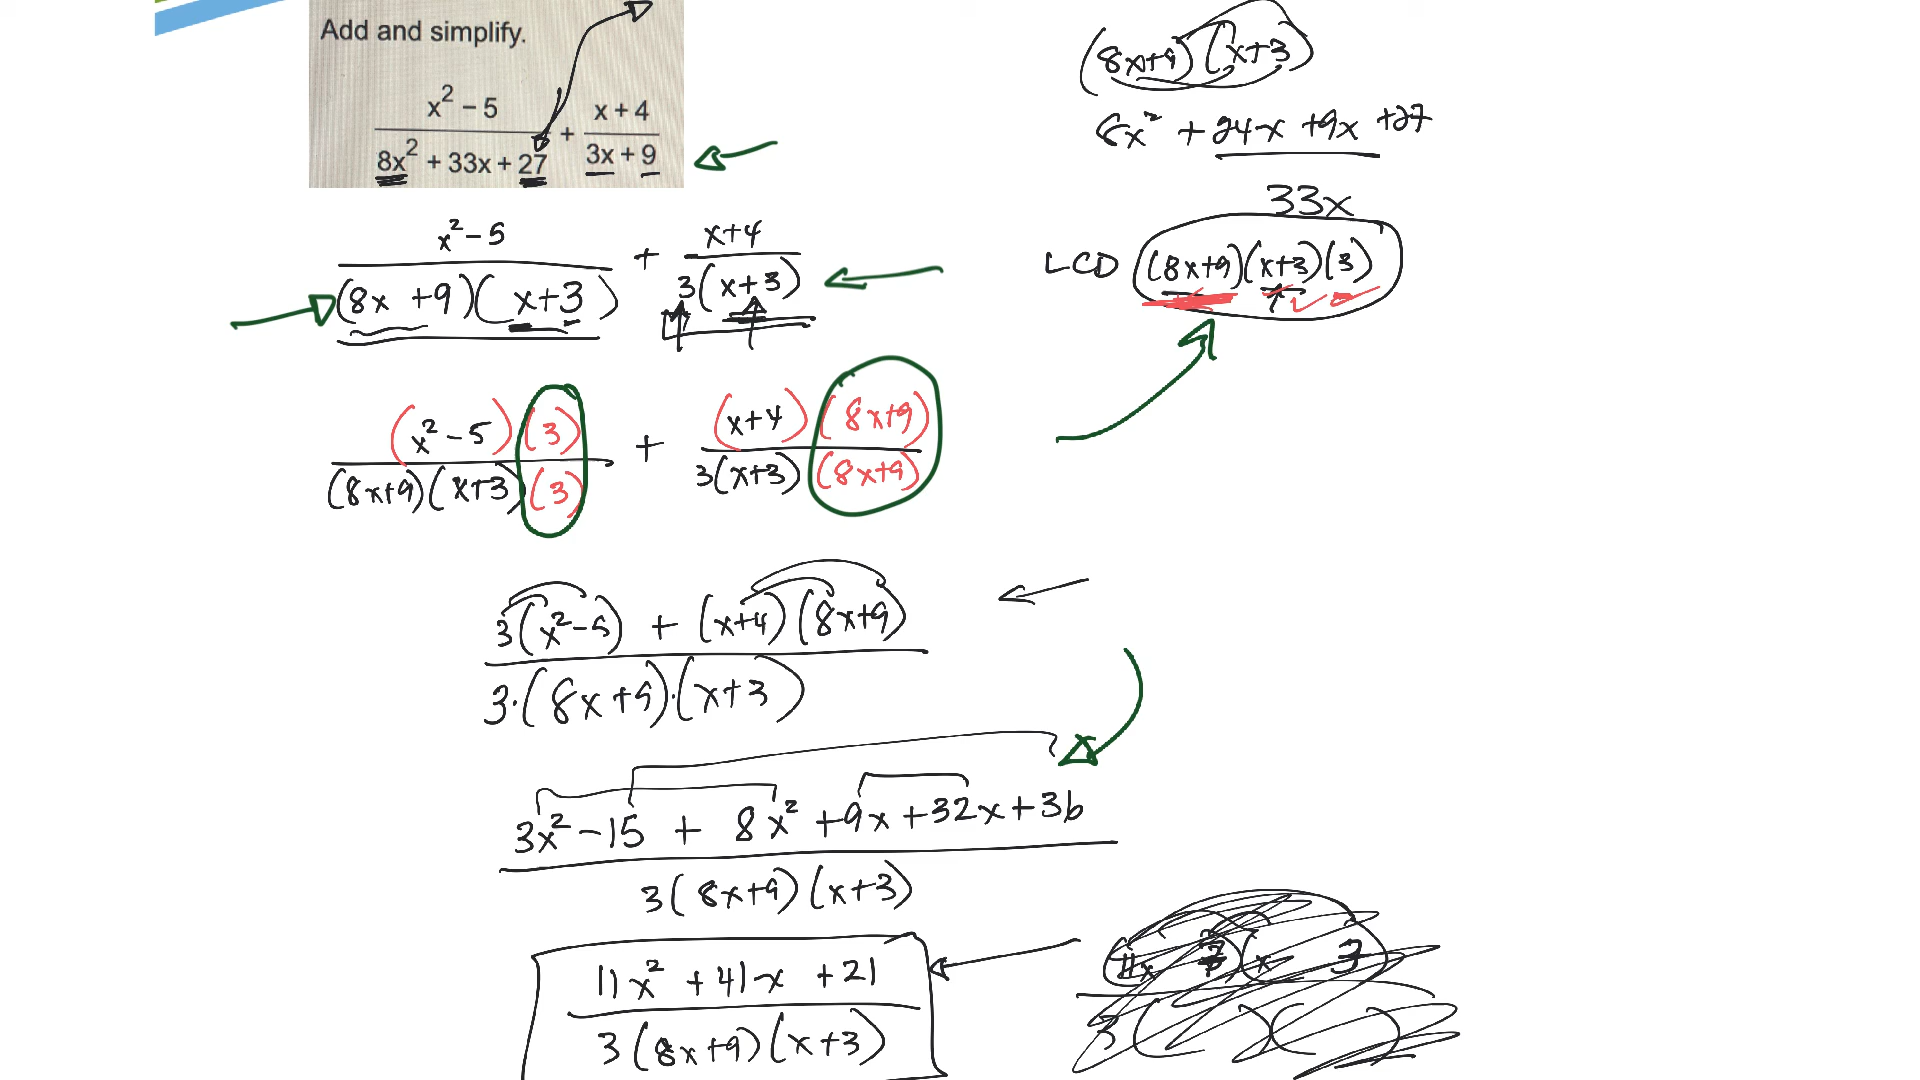 Add and simplify.
x² - 5 / 8x² + 33x + 27 + x + 4 / 3x + 9
(8x+9)(x+3)
8x² + 24x + 9x + 27
33x
x² - 5 / (8x + 9)(x+3) + x+4 / 3(x+3)
LCD (8x+9)(x+3)(3)
(x² - 5)(3) / (8x+9)(x+3)(3) + (x+4)(8x+9) / 3(x+3)(8x+9)
3(x²-5) + (x+4)(8x+9)
3·(8x+9)·(x+3)
3x² - 15 + 8x² + 9x + 32x + 36
3(8x+9)(x+3)
11x² + 41x + 21
3(8x+9)(x+3)